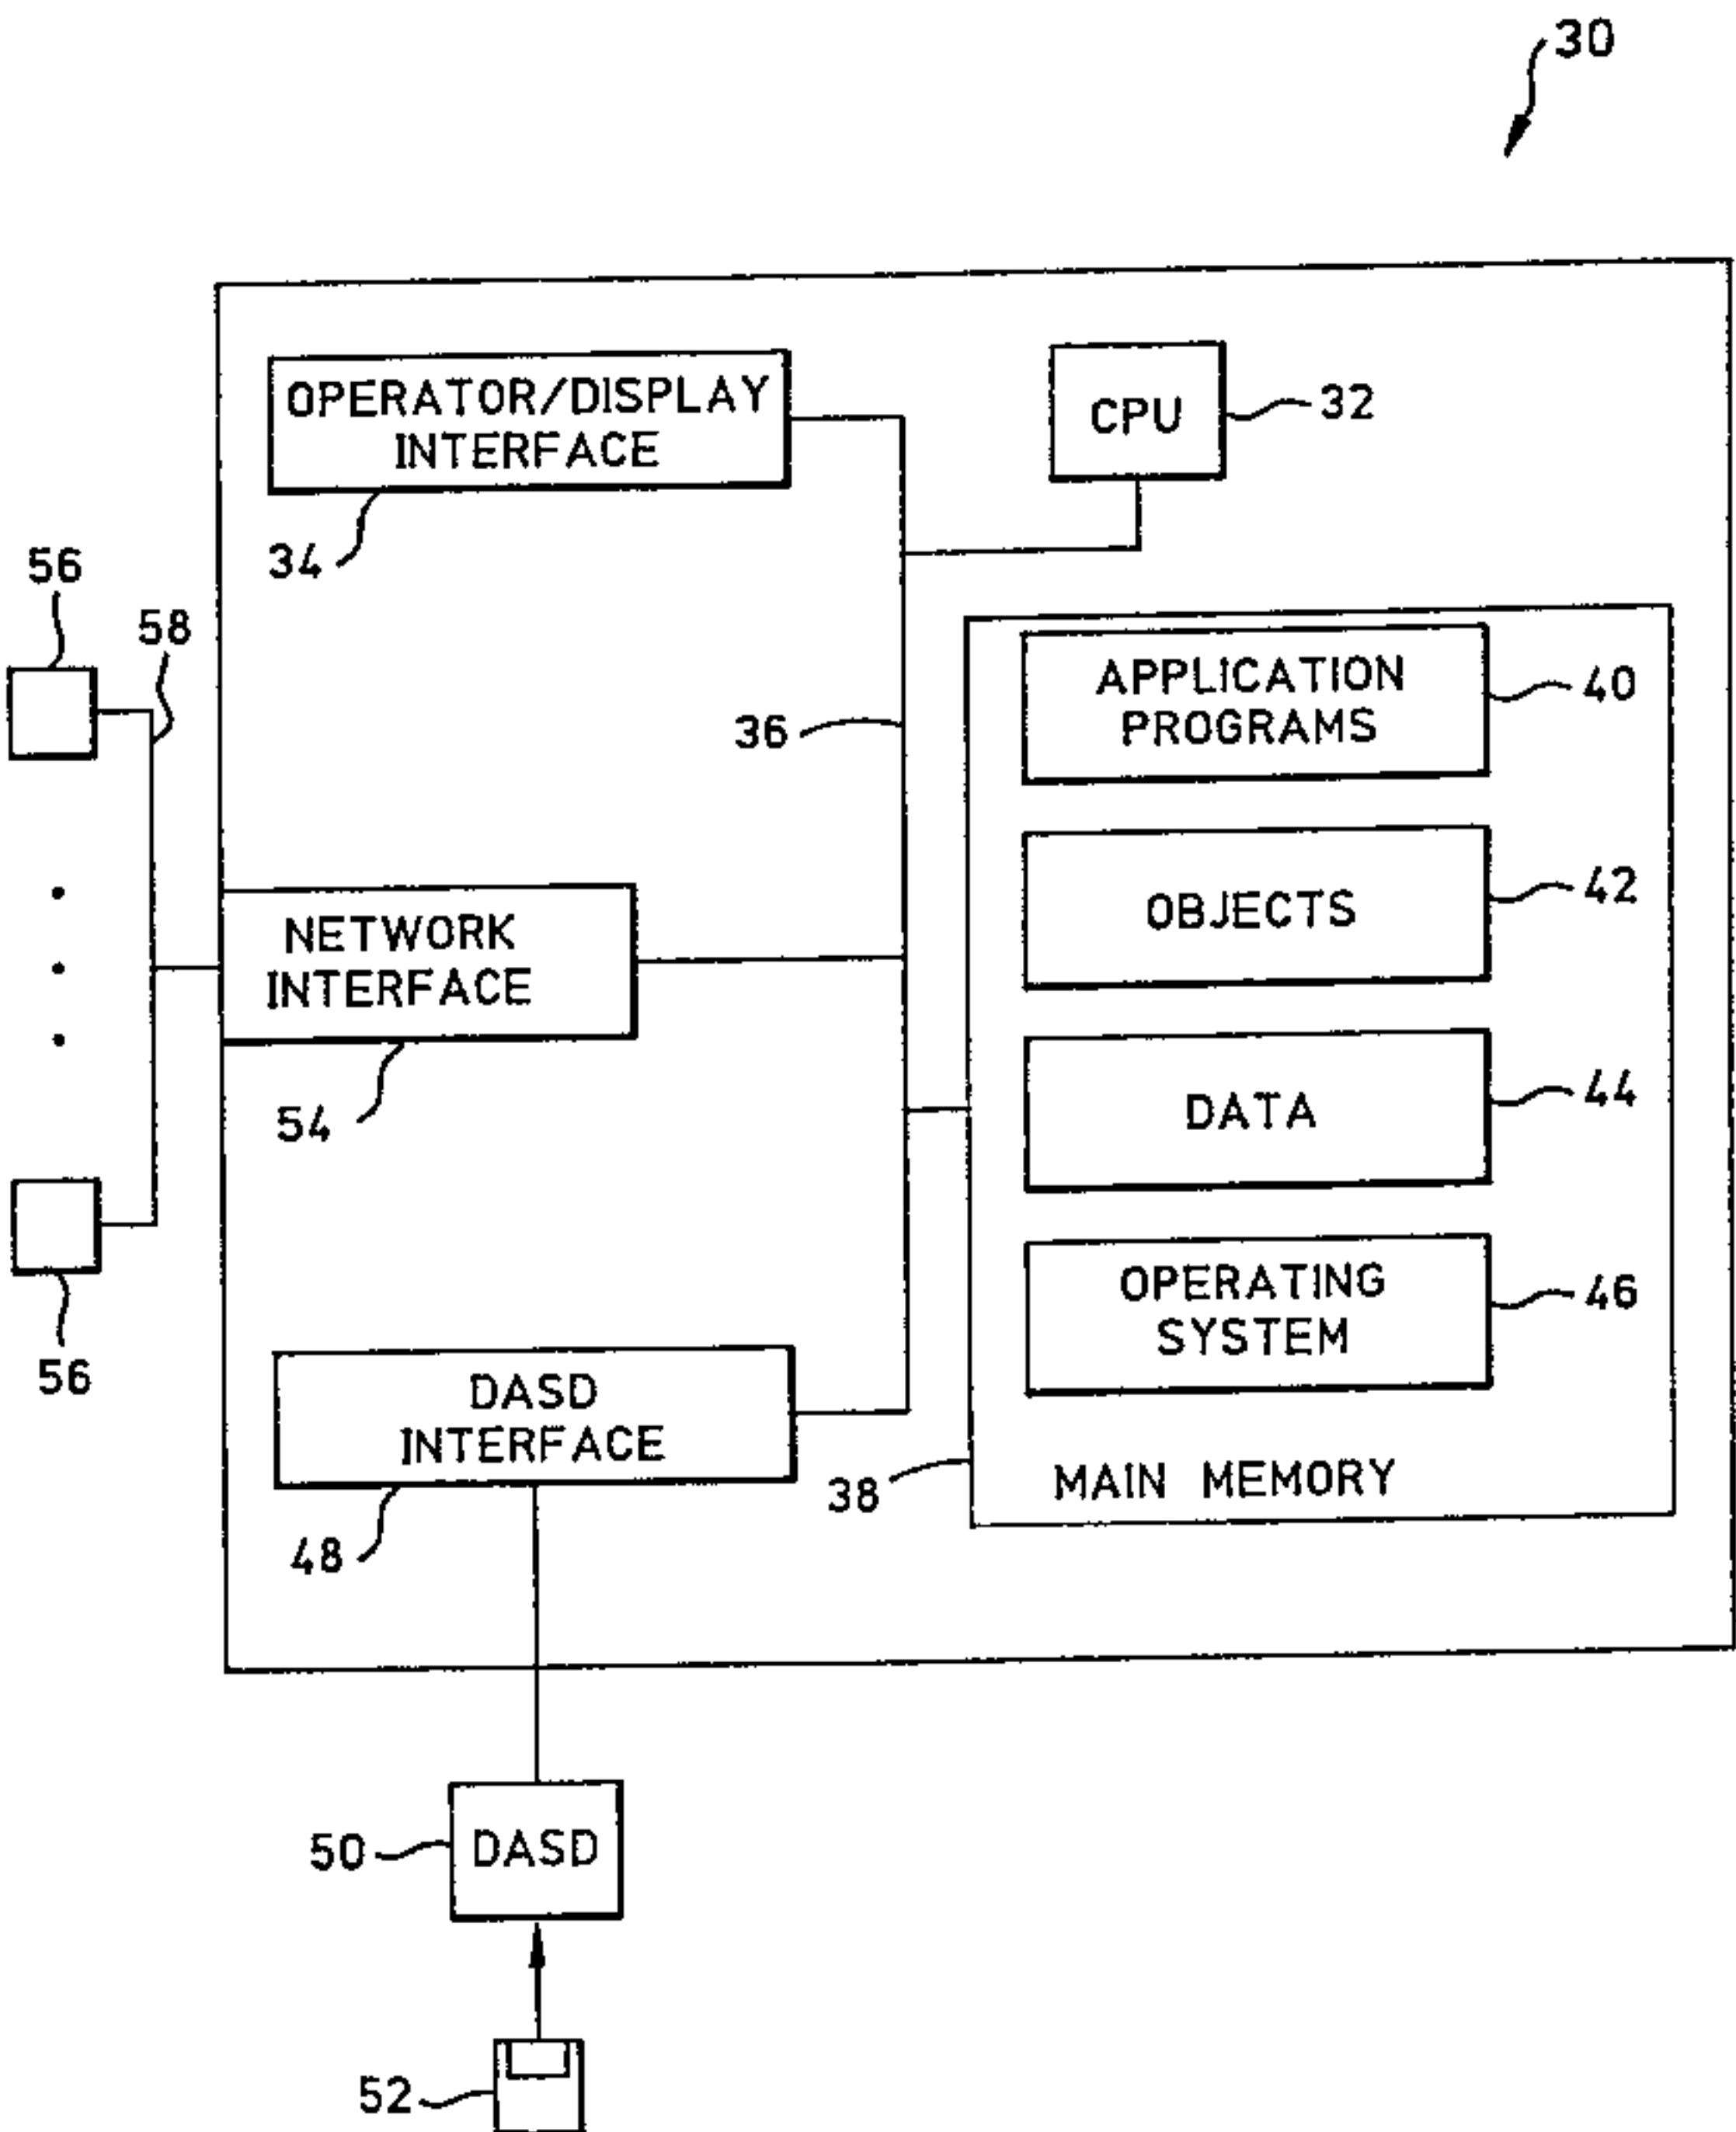 30
OPERATOR/DISPLAY
INTERFACE
34
CPU
32
56
58
36
APPLICATION
PROGRAMS
40
OBJECTS
42
NETWORK
INTERFACE
54
DATA
44
56
OPERATING
SYSTEM
46
DASD
INTERFACE
48
38
MAIN MEMORY
50
DASD
52